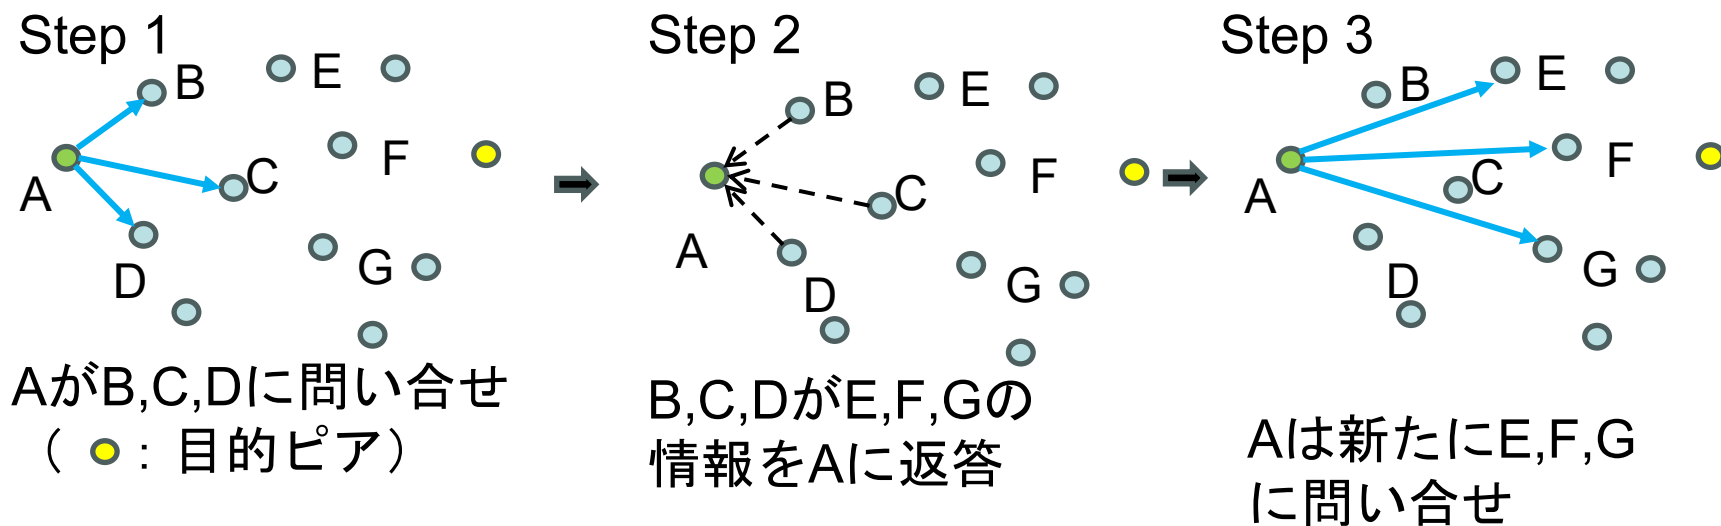 Step 1
B
E
A
C
F
D
G
AがB,C,Dに問い合せ
（ : 目的ピア）
Step 2
B
E
C
F
A
D
G
B,C,DがE,F,Gの
情報をAに返答
Step 3
B
E
F
A
C
D
G
Aは新たにE,F,G
に問い合せ